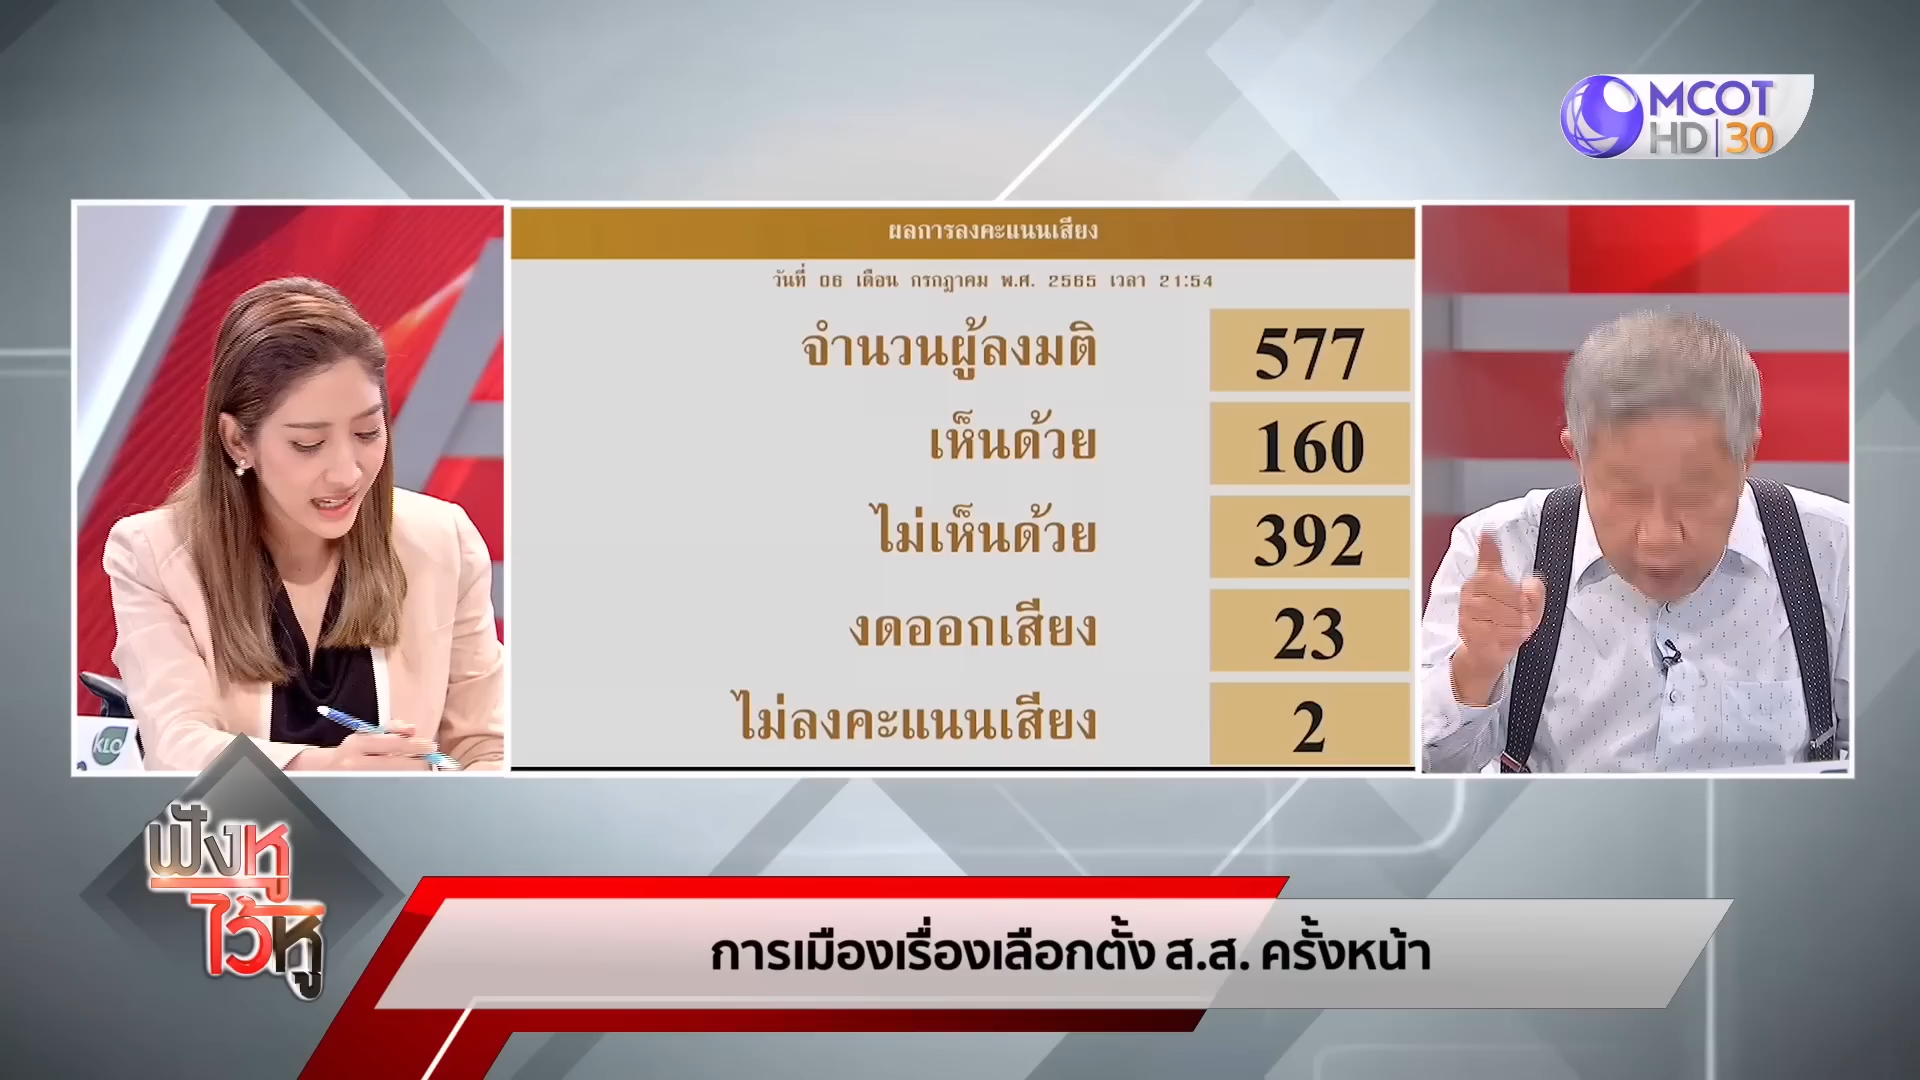 MCOT
HD 30
ผลการลงคะแนนเสียง
วันที่ 06 เดือน กรกฎาคม พ.ศ. 2565 เวลา 21:54
จำนวนผู้ลงมติ 577
เห็นด้วย 160
ไม่เห็นด้วย 392
งดออกเสียง 23
ไม่ลงคะแนนเสียง 2
KLO
ฟังหู
ไว้หู
การเมืองเรื่องเลือกตั้ง ส.ส. ครั้งหน้า